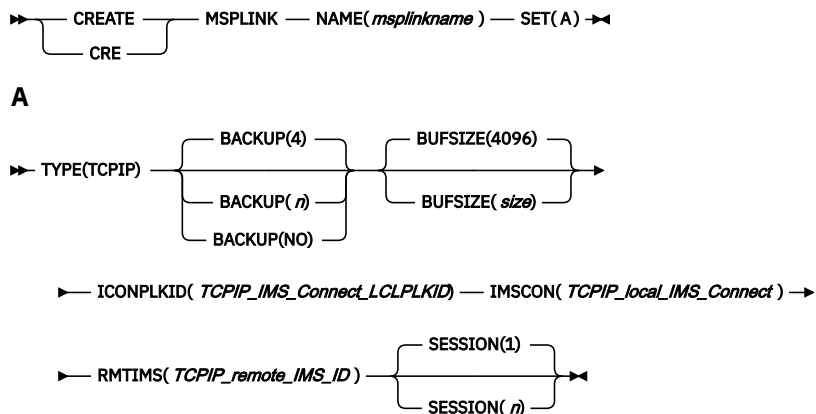 CREATE MSPLINK NAME( msplinkname ) SET( A )
CRE
A
BACKUP(4) BUFSIZE(4096)
TYPE(TCPIP)
BACKUP( n) BUFSIZE( size)
BACKUP(NO)
ICONPLKID( TCPIP_IMS_Connect_LCLPLKID) IMSCON( TCPIP_local_IMS_Connect )
SESSION(1)
RMTIMS( TCPIP_remote_IMS_ID )
SESSION( n)